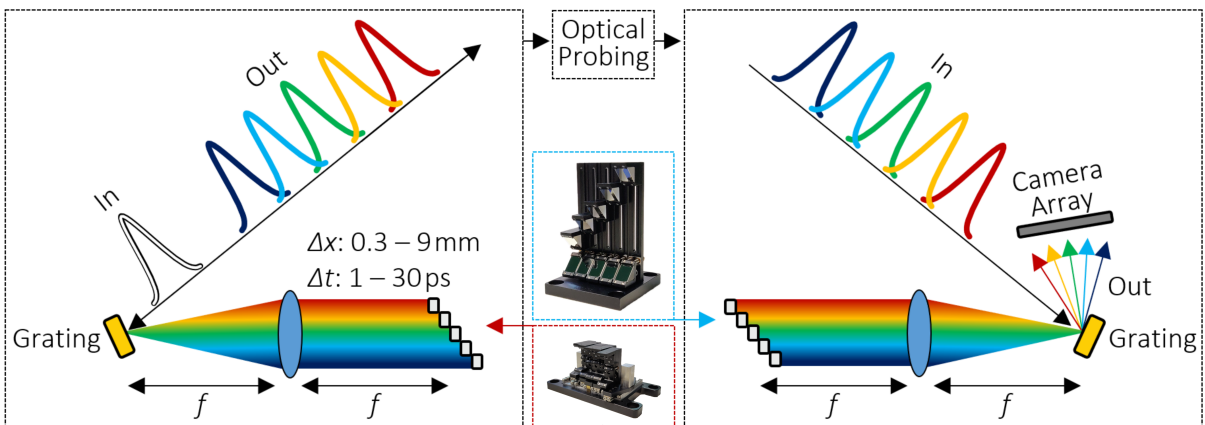 In
Out
Δx: 0.3 – 9 mm
Δt: 1 – 30 ps
Grating
f
f
Optical
Probing
In
Camera
Array
Out
Grating
f
f